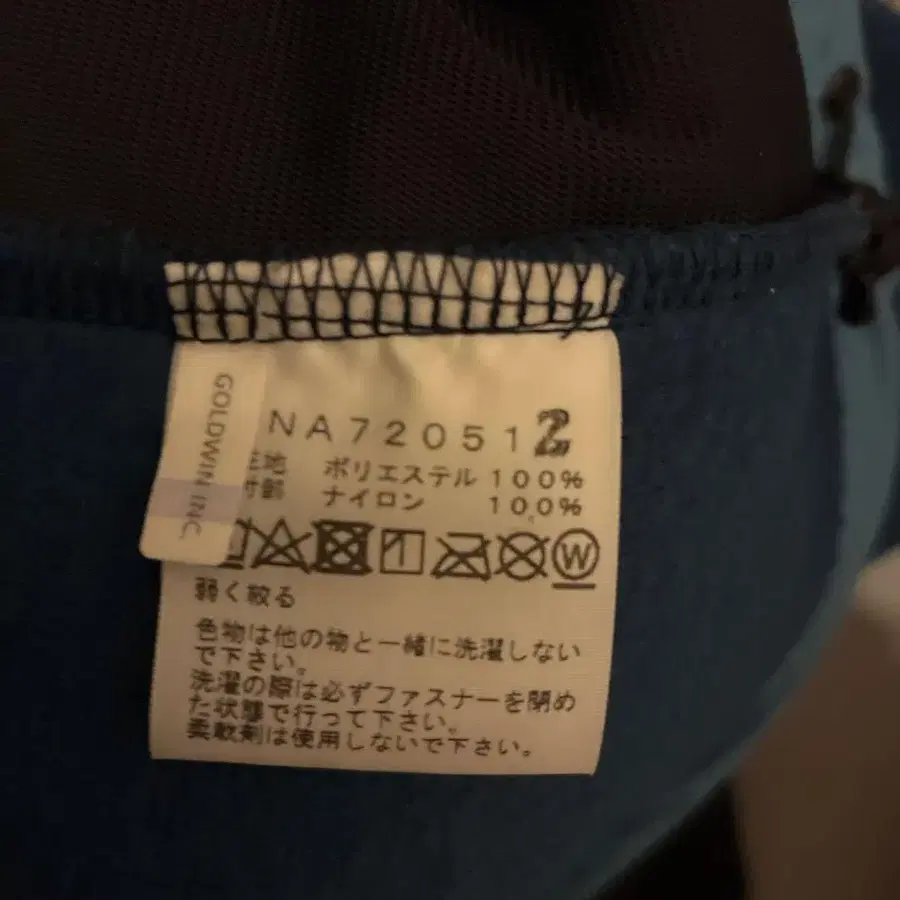 GOLDWIN INC.
NA720512
生地 ポリエステル 100%
付部 ナイロン 100%
W
弱く絞る
色物は他の物と一緒に洗濯しない
で下さい。
洗濯の際は必ずファスナーを閉め
た状態で行って下さい。
柔軟剤は使用しないで下さい。